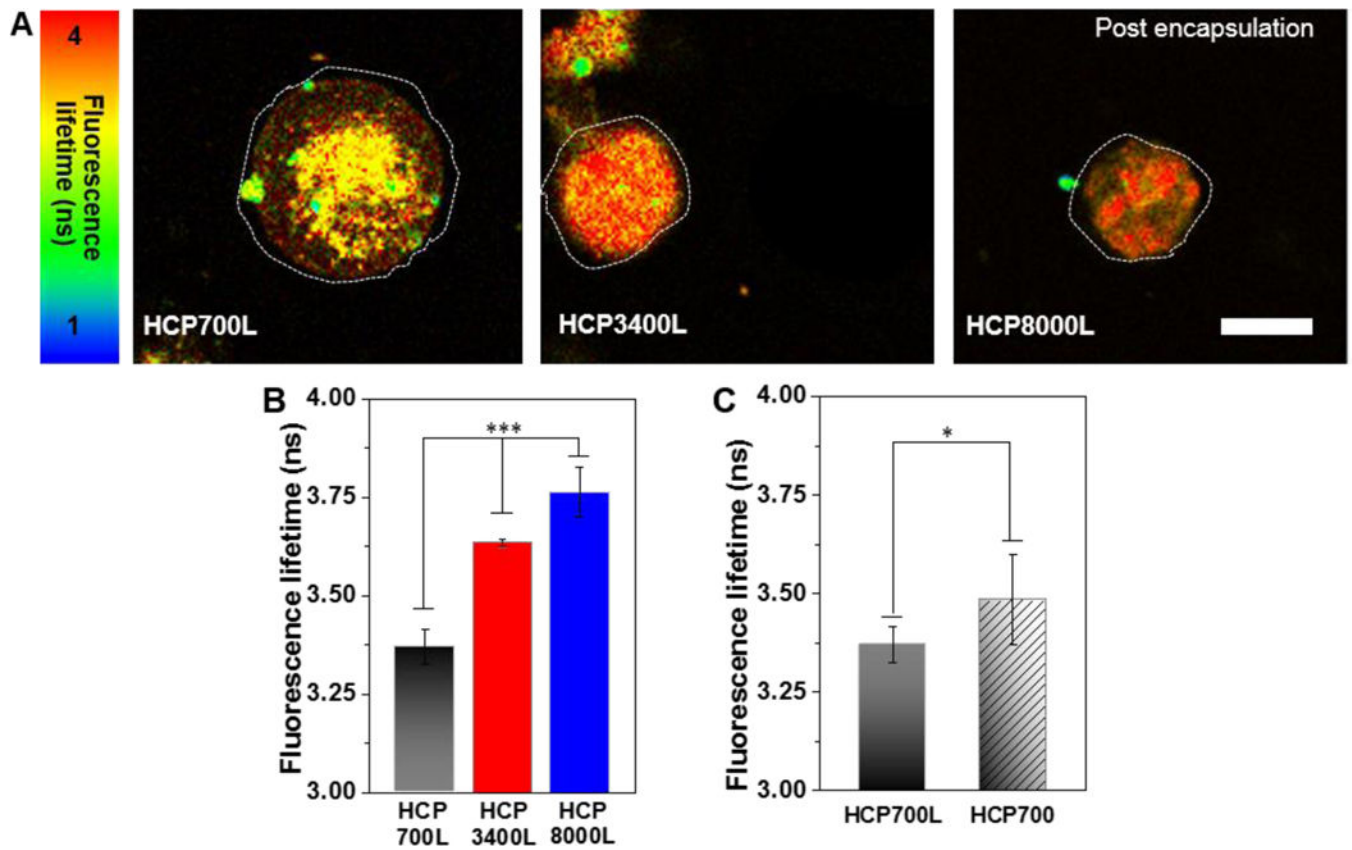 A
4
Fluorescence
lifetime (ns)
1
HCP700L
HCP3400L
Post encapsulation
HCP8000L
B
Fluorescence lifetime (ns)
4.00
3.75
3.50
3.25
3.00
***
HCP
700L
HCP
3400L
HCP
8000L
C
Fluorescence lifetime (ns)
4.00
3.75
3.50
3.25
3.00
*
HCP700L
HCP700